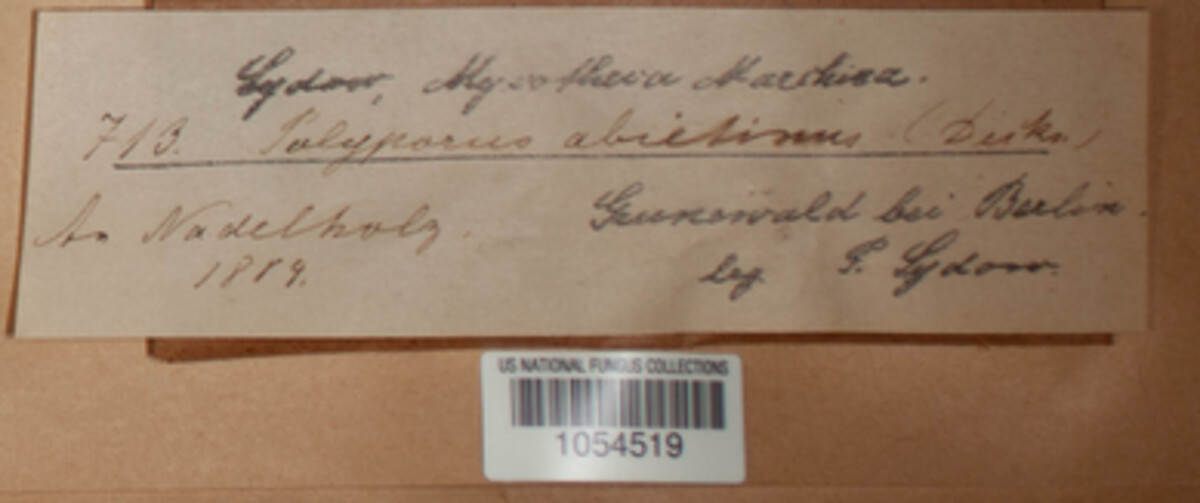 Sydow, Mycotheca Marchica.
713. Polyporus abietinus (Dicks.)
An Nadelholz. Grunewald bei Berlin.
1884. leg. P. Sydow.
US NATIONAL FUNGUS COLLECTIONS
1054519